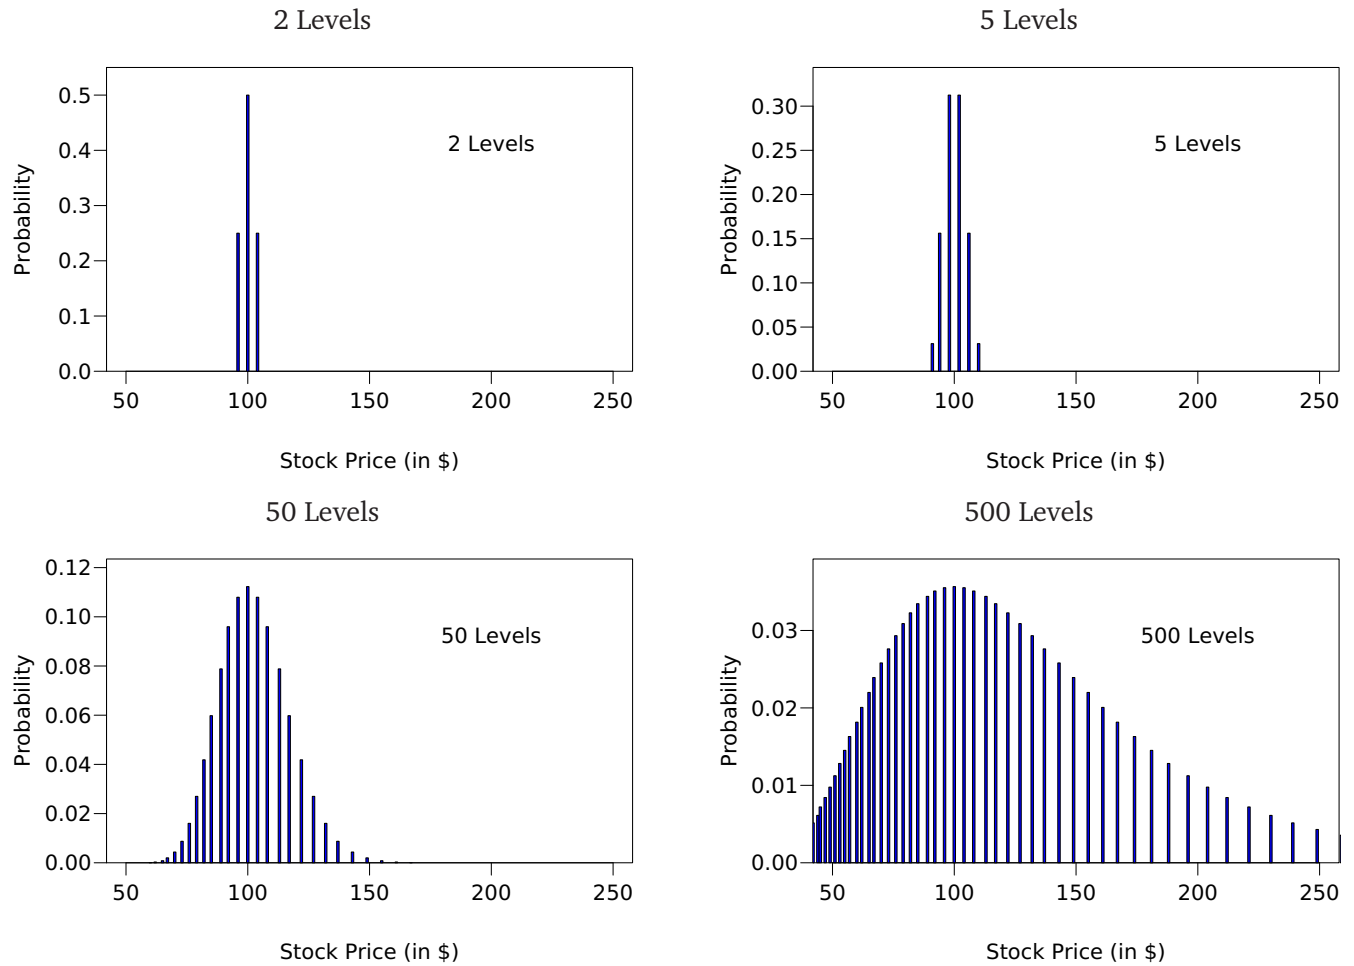 2 Levels
5 Levels
0.5
0.4
0.3
0.2
0.1
0.0
Probability
2 Levels
50 100 150 200 250
Stock Price (in $)
0.30
0.25
0.20
0.15
0.10
0.05
0.00
Probability
5 Levels
50 100 150 200 250
Stock Price (in $)
50 Levels
500 Levels
0.12
0.10
0.08
0.06
0.04
0.02
0.00
Probability
50 Levels
50 100 150 200 250
Stock Price (in $)
0.03
0.02
0.01
0.00
Probability
500 Levels
50 100 150 200 250
Stock Price (in $)